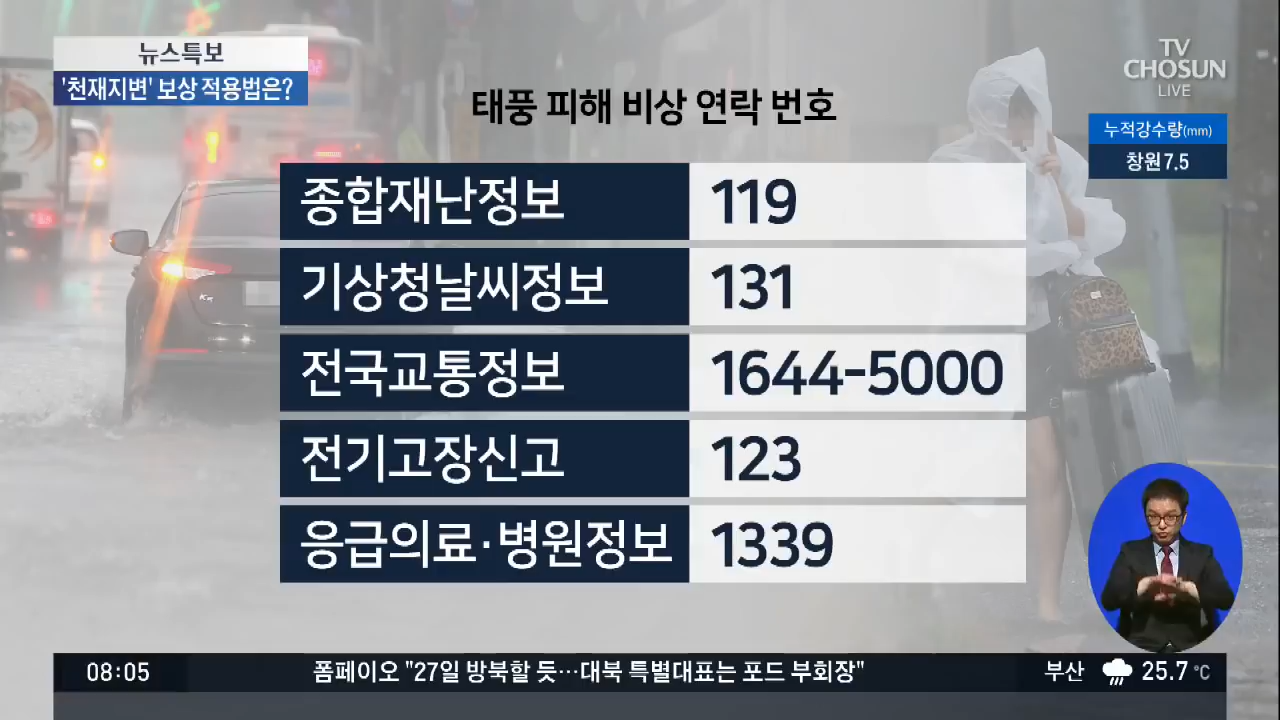 뉴스특보
'천재지변' 보상 적용법은?
TV
CHOSUN
LIVE
태풍 피해 비상 연락 번호
누적강수량(mm)
창원7.5
종합재난정보 119
기상청날씨정보 131
전국교통정보 1644-5000
전기고장신고 123
응급의료·병원정보 1339
08:05 폼페이오 "27일 방북할 듯…대북 특별대표는 포드 부회장" 부산 25.7℃